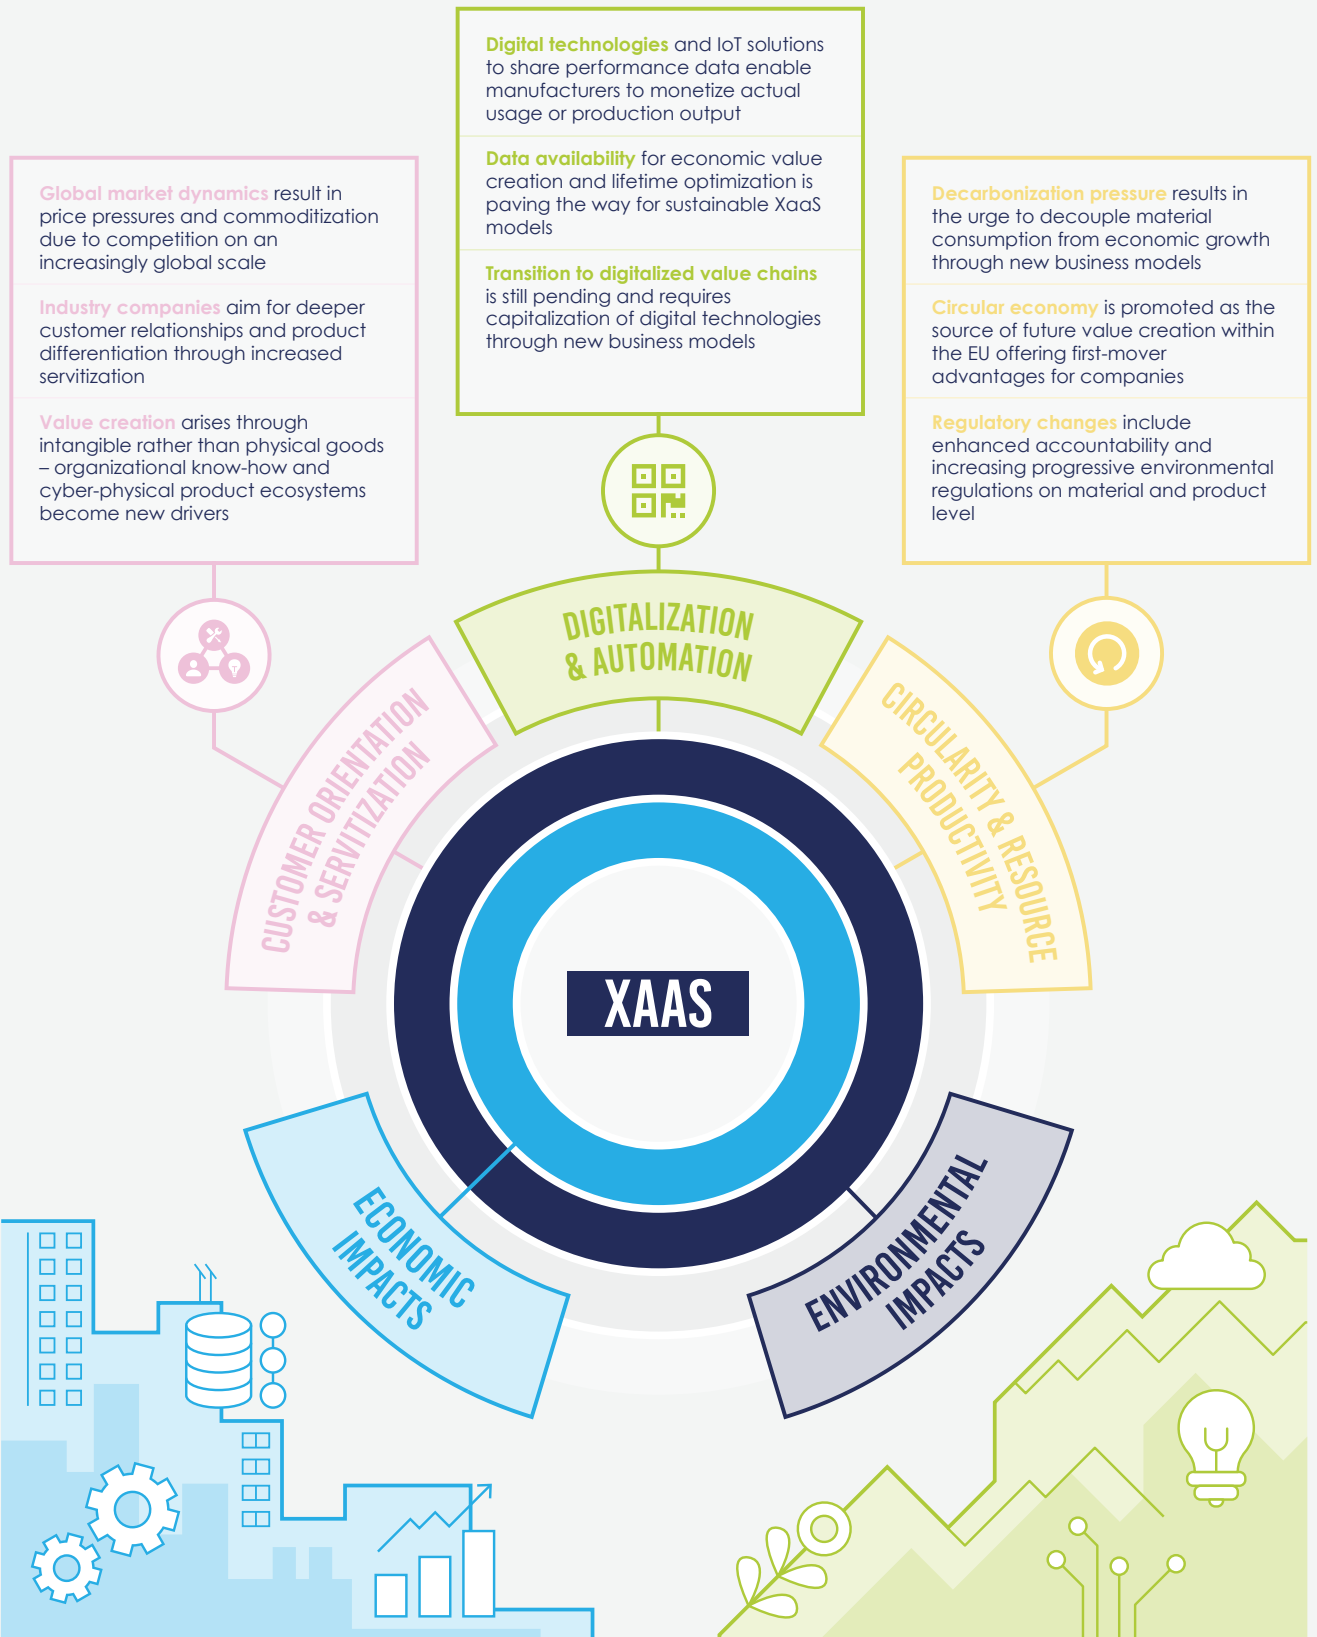 Digital technologies and IoT solutions
to share performance data enable
manufacturers to monetize actual
usage or production output
Data availability for economic value
creation and lifetime optimization is
paving the way for sustainable XaaS
models
Transition to digitalized value chains
is still pending and requires
capitalization of digital technologies
through new business models
Global market dynamics result in
price pressures and commoditization
due to competition on an
increasingly global scale
Industry companies aim for deeper
customer relationships and product
differentiation through increased
servitization
Value creation arises through
intangible rather than physical goods
– organizational know-how and
cyber-physical product ecosystems
become new drivers
Decarbonization pressure results in
the urge to decouple material
consumption from economic growth
through new business models
Circular economy is promoted as the
source of future value creation within
the EU offering first-mover
advantages for companies
Regulatory changes include
enhanced accountability and
increasing progressive environmental
regulations on material and product
level
DIGITALIZATION
& AUTOMATION
CUSTOMER ORIENTATION
& SERVITIZATION
CIRCULARITY & RESOURCE
PRODUCTIVITY
XAAS
ECONOMIC
IMPACTS
ENVIRONMENTAL
IMPACTS